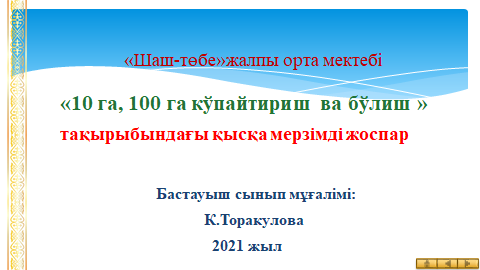 «Шаш-төбе»жалпы орта мектебі
«10 га, 100 га кўпайтириш  ва бўлиш »
тақырыбындағы қысқа мерзімді жоспар
Бастауыш сынып мұғалімі:
К.Торакулова
2021 жыл